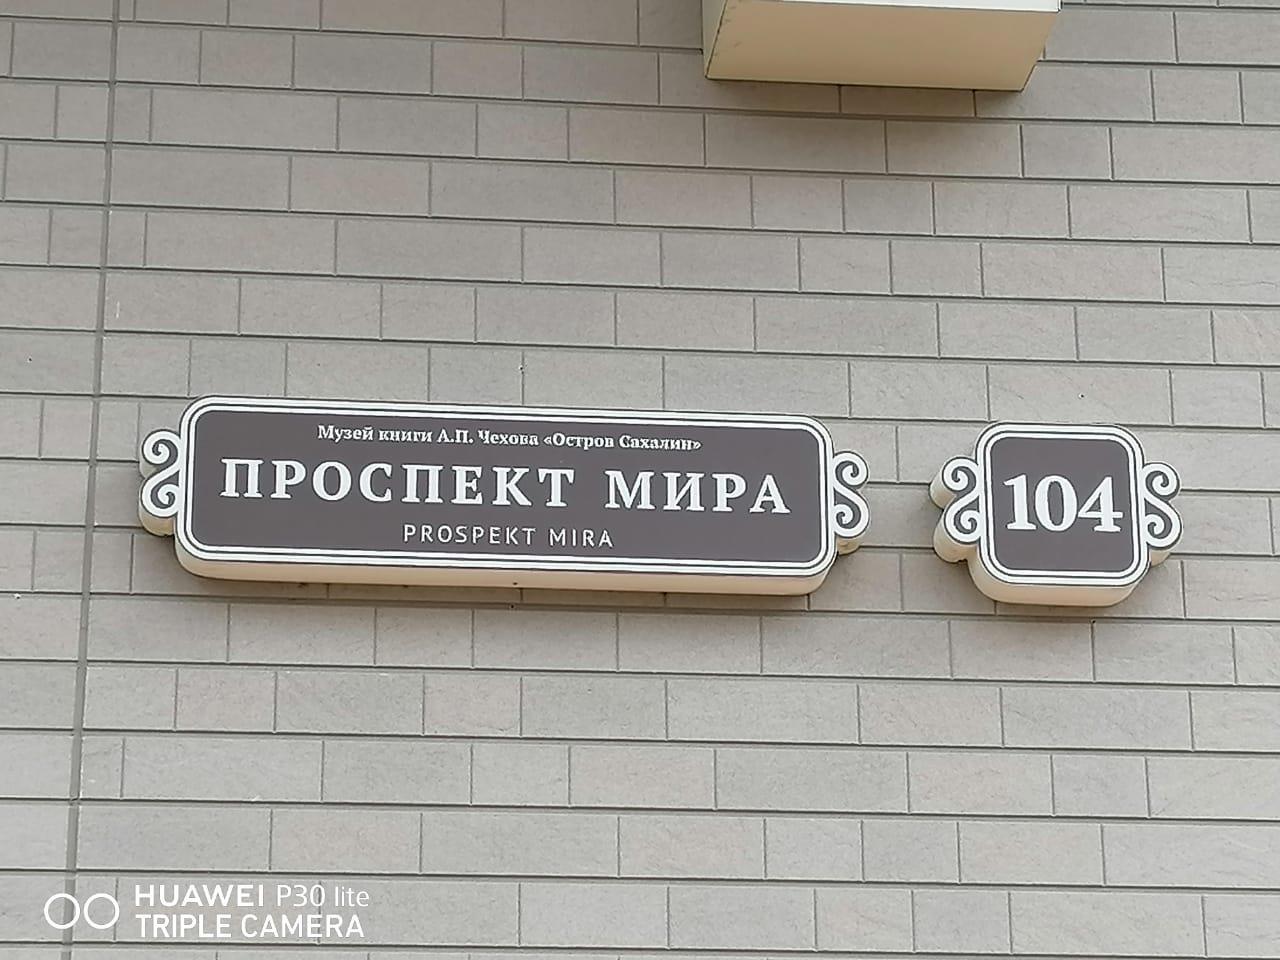 Музей книги А.П. Чехова «Остров Сахалин»
ПРОСПЕКТ МИРА
PROSPEKT MIRA
104
HUAWEI P30 lite
TRIPLE CAMERA